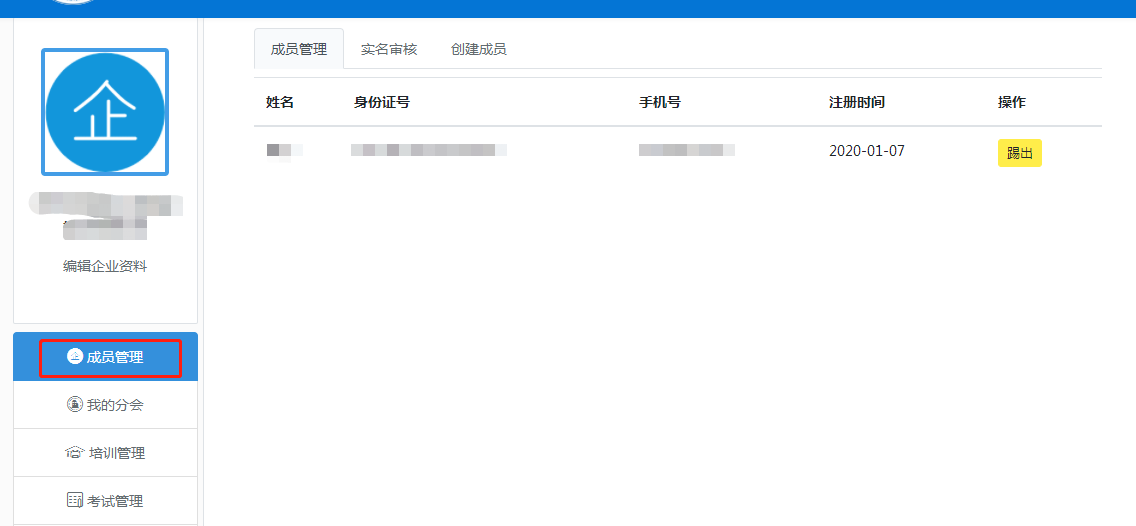 企
编辑企业资料
成员管理
我的分会
培训管理
考试管理
成员管理 实名审核 创建成员
姓名 身份证号 手机号 注册时间 操作
2020-01-07 踢出